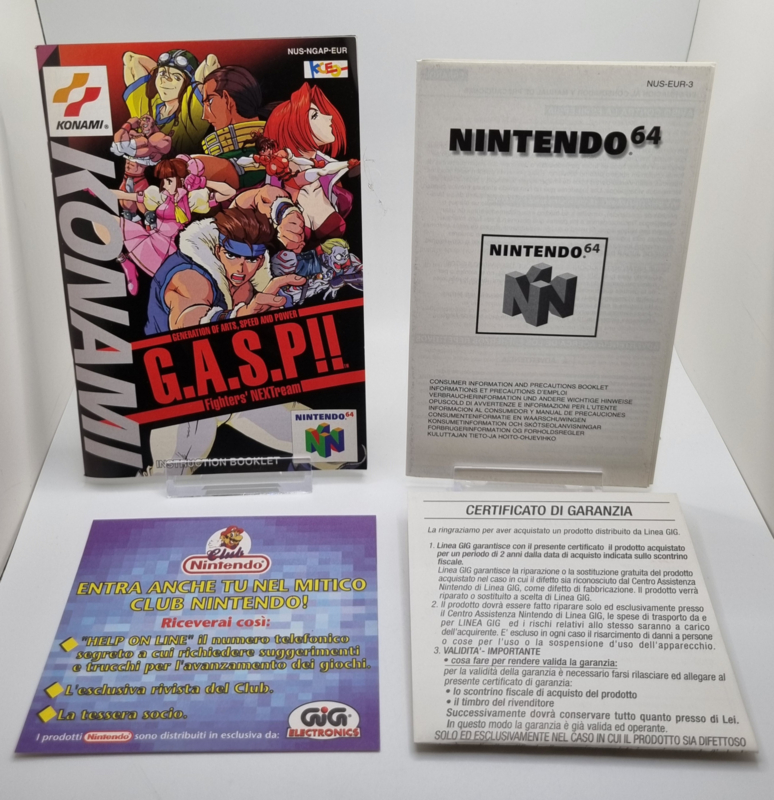 NUS-NGAP-EUR
KCEO
KONAMI®
KONAMI
GENERATION OF ARTS, SPEED AND POWER
G.A.S.P!!™
Fighters' NEXTream
NINTENDO 64
INSTRUCTION BOOKLET
NUS-EUR-3
NINTENDO 64
NINTENDO 64
CONSUMER INFORMATION AND PRECAUTIONS BOOKLET
INFORMATIONS ET PRECAUTIONS D'EMPLOI
VERBRAUCHERINFORMATION UND ANDERE WICHTIGE HINWEISE
OPUSCOLO DI AVVERTENZE E INFORMAZIONI PER L'UTENTE
INFORMACION AL CONSUMIDOR Y MANUAL DE PRECAUCIONES
CONSUMENTENINFORMATIE EN WAARSCHUWINGEN
KONSUMETINFORMATION OCH SKÖTSELANVISNINGAR
FORBRUGERINFORMATION OG FORHOLDSREGLER
KULUTTAJAN TIETO-JA HOITO-OHJEVIHKO
Club
Nintendo
ENTRA ANCHE TU NEL MITICO
CLUB NINTENDO!
Riceverai così:
"HELP ON LINE" il numero telefonico
segreto a cui richiedere suggerimenti
e trucchi per l'avanzamento dei giochi.
L'esclusiva rivista del Club.
La tessera socio.
GiG
ELECTRONICS
I prodotti Nintendo sono distribuiti in esclusiva da:
CERTIFICATO DI GARANZIA
La ringraziamo per aver acquistato un prodotto distribuito da Linea GIG.
1. Linea GIG garantisce con il presente certificato il prodotto acquistato
per un periodo di 2 anni dalla data di acquisto indicata sullo scontrino
fiscale.
Linea GIG garantisce la riparazione o la sostituzione gratuita del prodotto
acquistato nel caso in cui il difetto sia riconosciuto dal Centro Assistenza
Nintendo di Linea GIG, come difetto di fabbricazione. Il prodotto verrà
riparato o sostituito a scelta di Linea GIG.
2. Il prodotto dovrà essere fatto riparare solo ed esclusivamente presso
il Centro Assistenza Nintendo di Linea GIG, le spese di trasporto da e
per LINEA GIG ed i rischi relativi allo stesso saranno a carico
dell'acquirente. E' escluso in ogni caso il risarcimento di danni a persone
o cose per l'uso o la sospensione d'uso dell'apparecchio.
3. VALIDITA'- IMPORTANTE
• cosa fare per rendere valida la garanzia:
per la validità della garanzia è necessario farsi rilasciare ed allegare al
presente certificato di garanzia:
• lo scontrino fiscale di acquisto del prodotto
• il timbro del rivenditore
Successivamente dovrà conservare tutto quanto presso di Lei.
In questo modo la garanzia è già valida ed operante.
SOLO ED ESCLUSIVAMENTE NEL CASO IN CUI IL PRODOTTO SIA DIFETTOSO